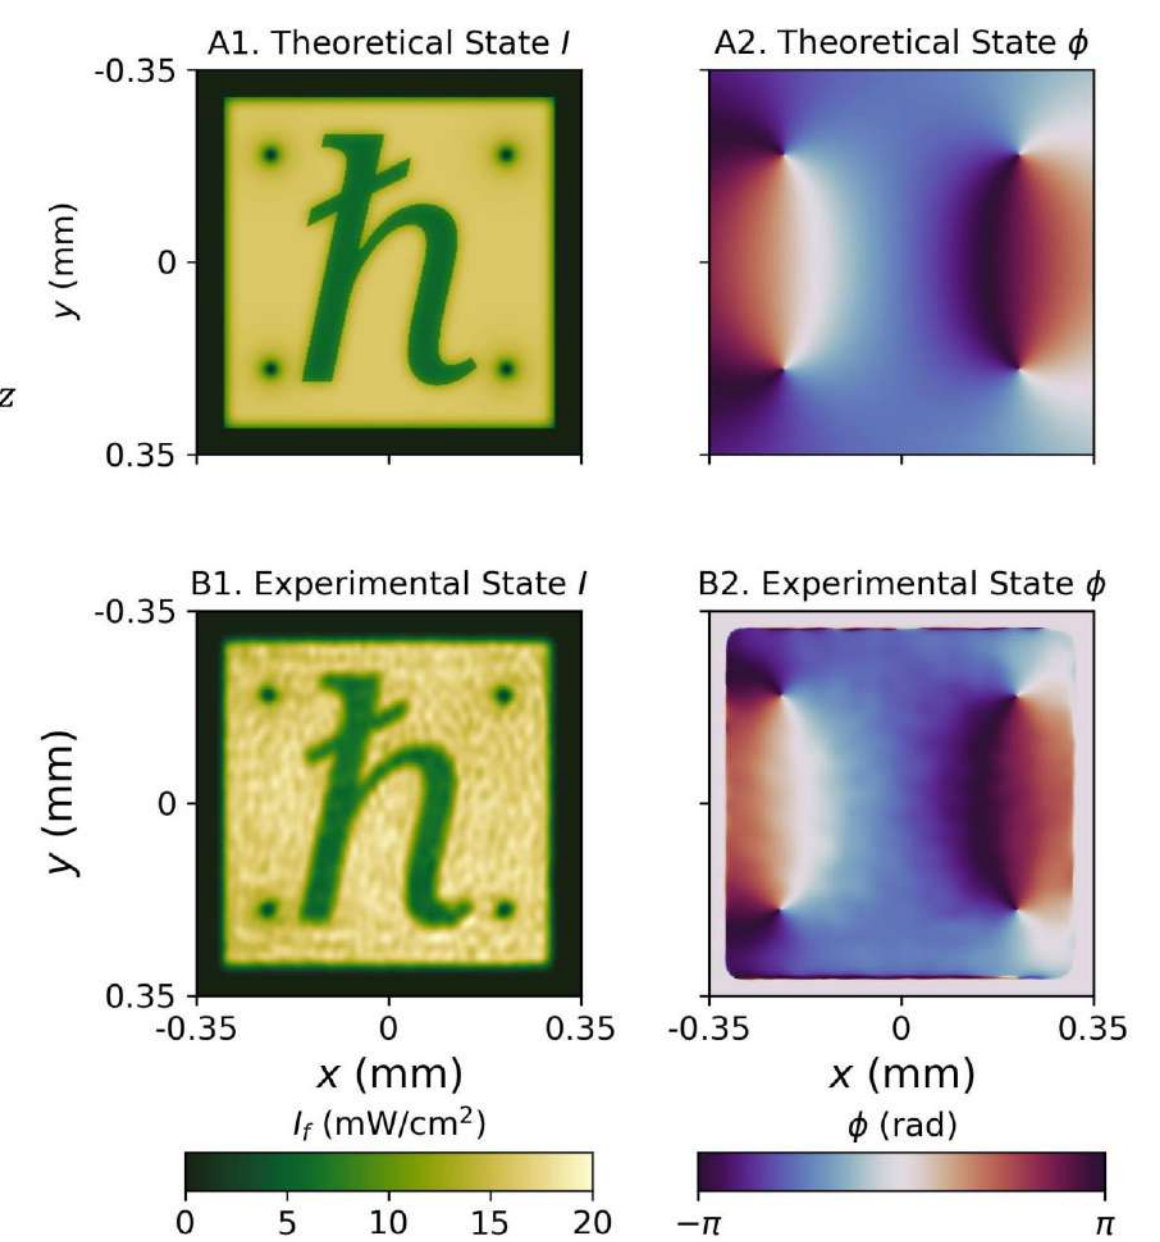 A1. Theoretical State I
A2. Theoretical State ϕ
-0.35
0
0.35
y (mm)
z
ħ
B1. Experimental State I
B2. Experimental State ϕ
-0.35
0
0.35
y (mm)
ħ
-0.35 0 0.35
-0.35 0 0.35
x (mm)
x (mm)
I_f (mW/cm²)
ϕ (rad)
0 5 10 15 20
−π π